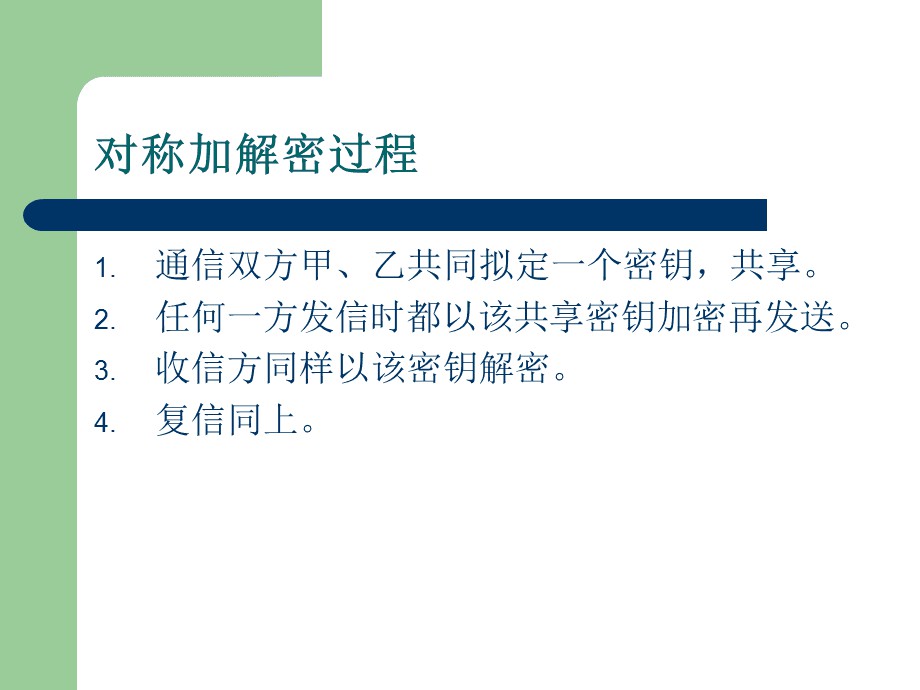 对称加解密过程
1. 通信双方甲、乙共同拟定一个密钥，共享。
2. 任何一方发信时都以该共享密钥加密再发送。
3. 收信方同样以该密钥解密。
4. 复信同上。